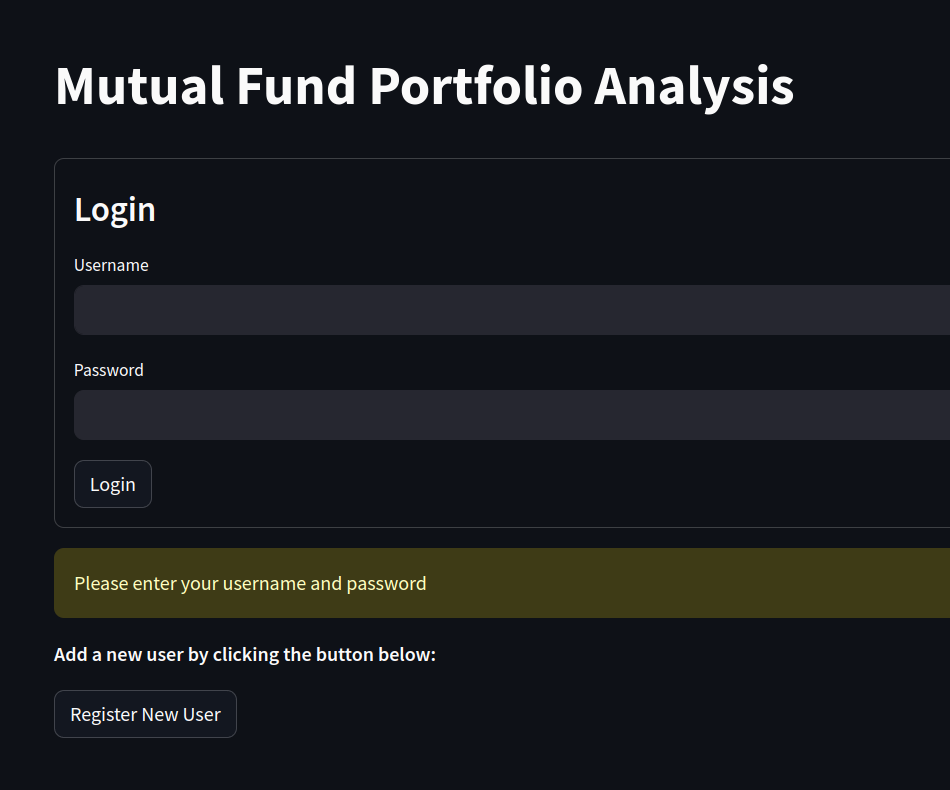 Mutual Fund Portfolio Analysis
Login
Username
Password
Login
Please enter your username and password
Add a new user by clicking the button below:
Register New User